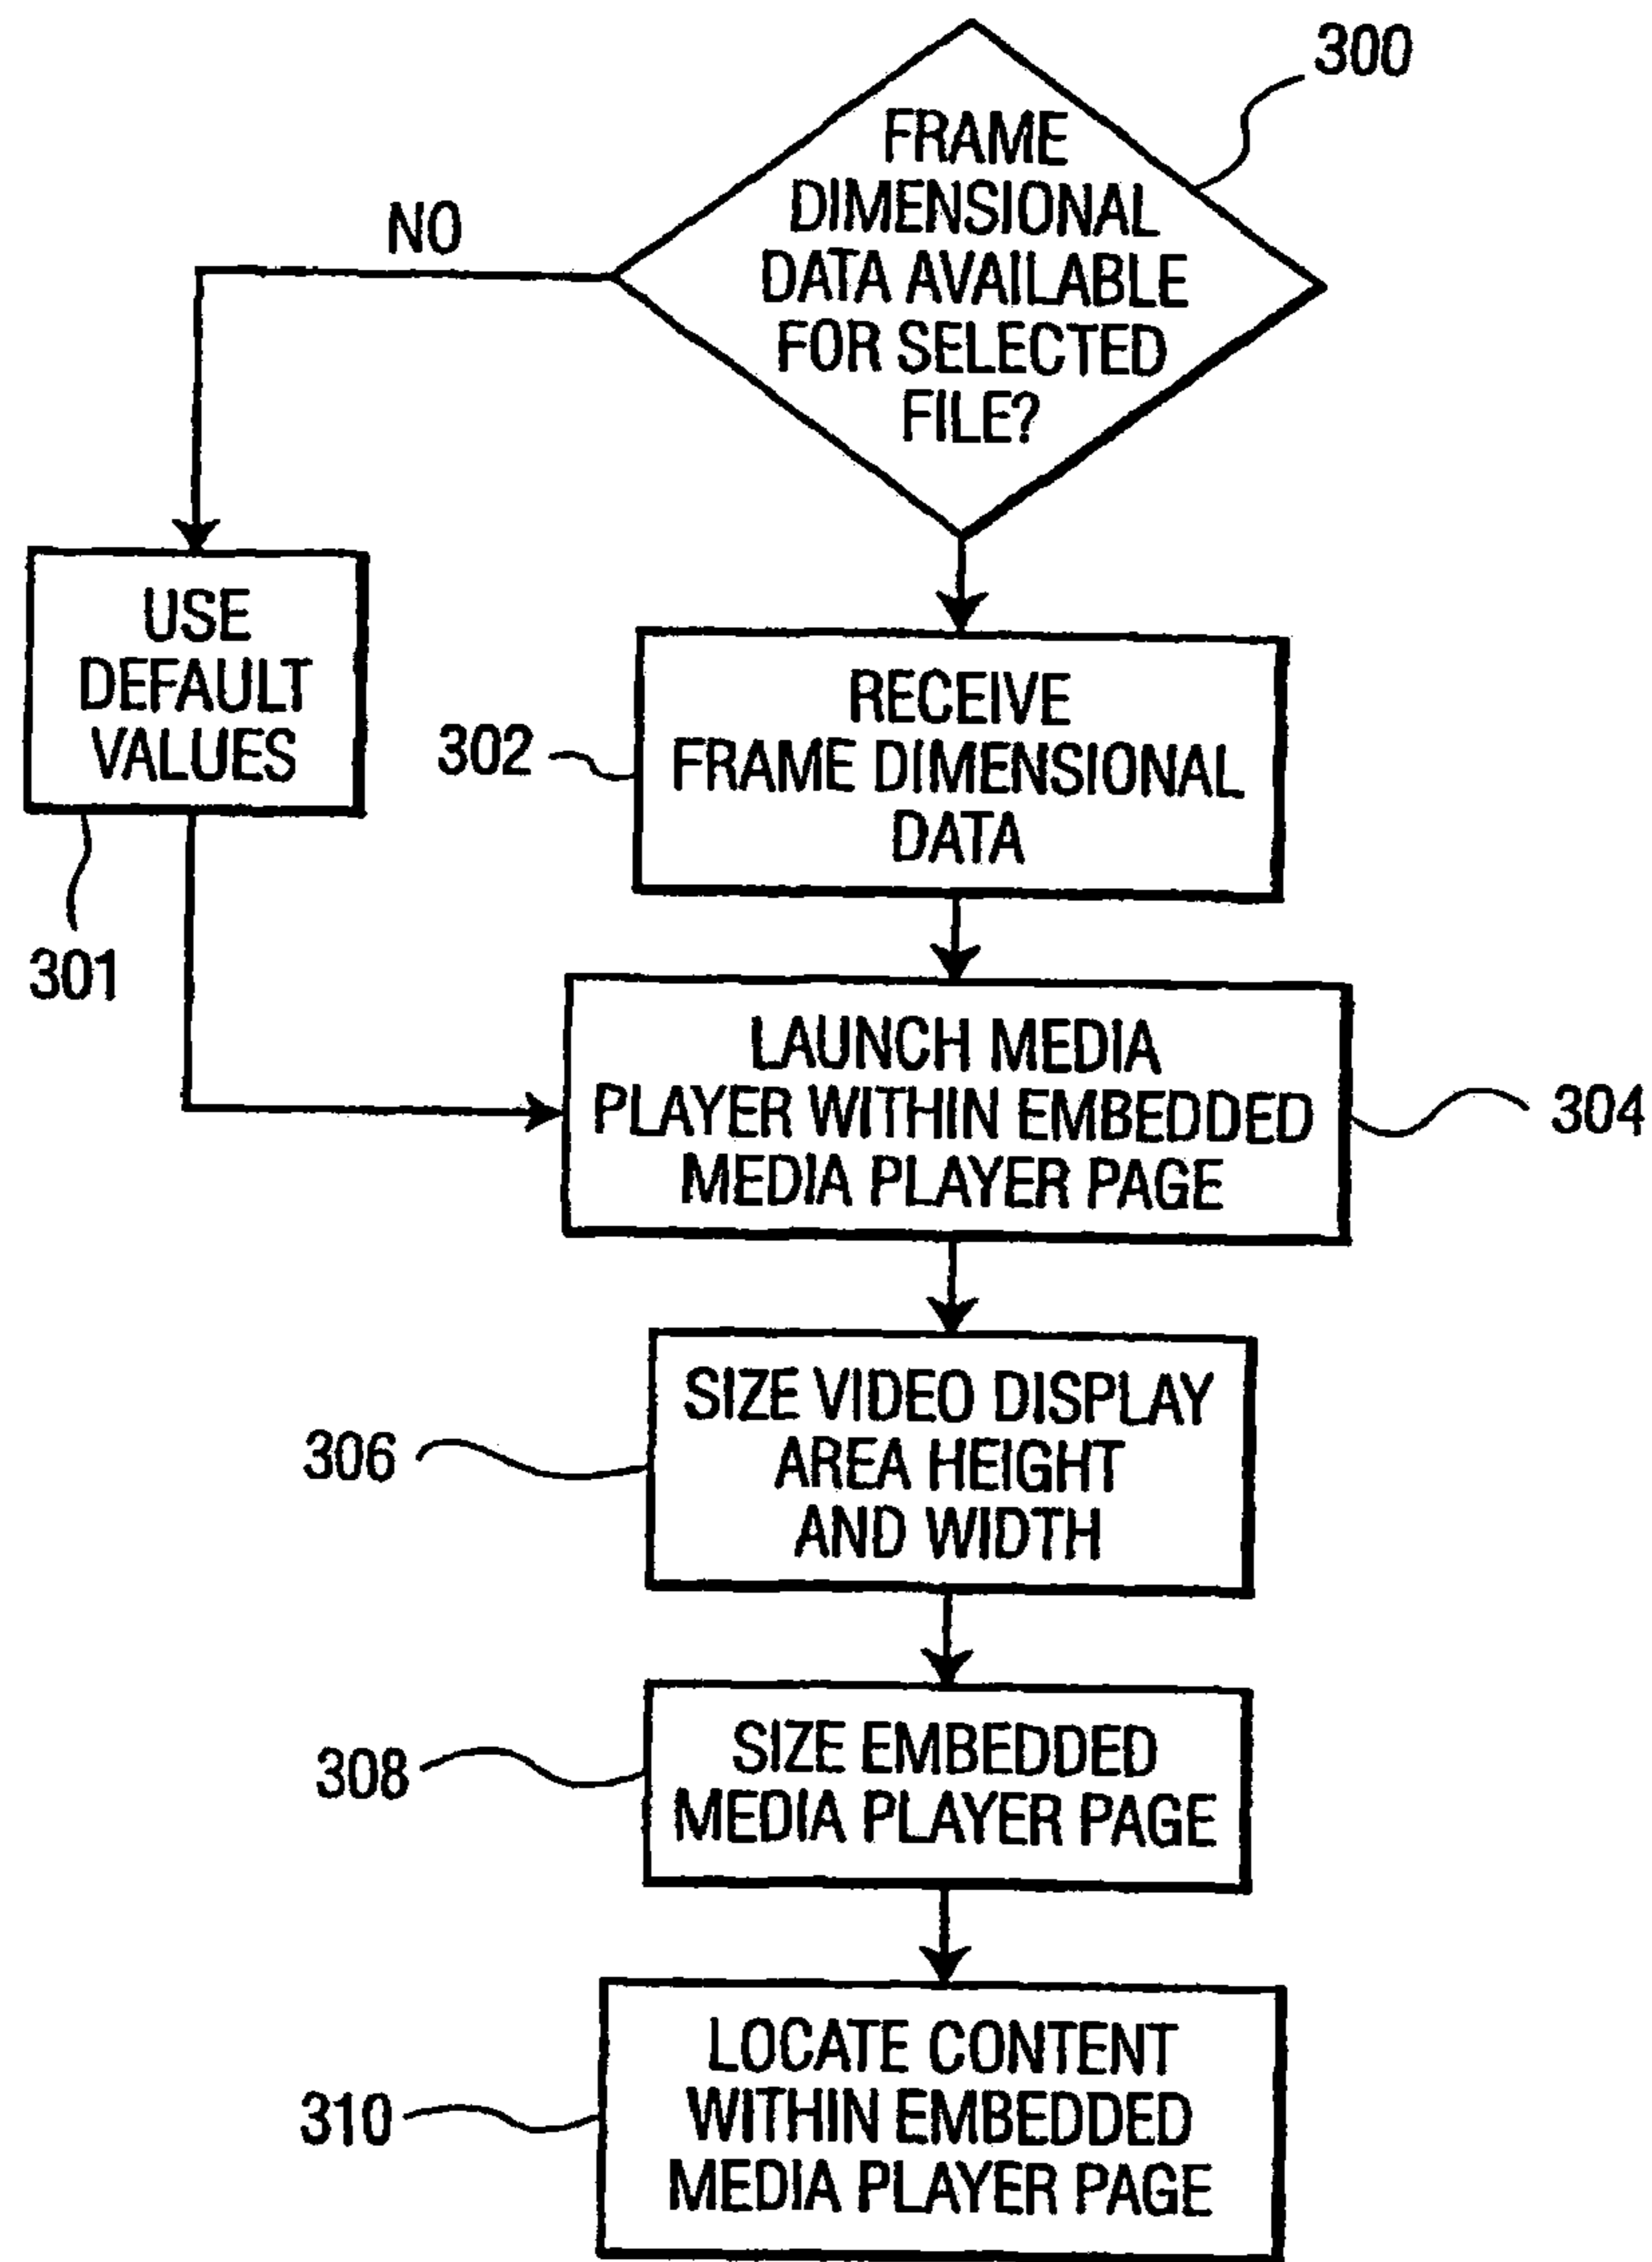 300
FRAME
DIMENSIONAL
DATA AVAILABLE
FOR SELECTED
FILE?
NO
USE
DEFAULT
VALUES
301
302
RECEIVE
FRAME DIMENSIONAL
DATA
LAUNCH MEDIA
PLAYER WITHIN EMBEDDED
MEDIA PLAYER PAGE
304
306
SIZE VIDEO DISPLAY
AREA HEIGHT
AND WIDTH
308
SIZE EMBEDDED
MEDIA PLAYER PAGE
310
LOCATE CONTENT
WITHIN EMBEDDED
MEDIA PLAYER PAGE